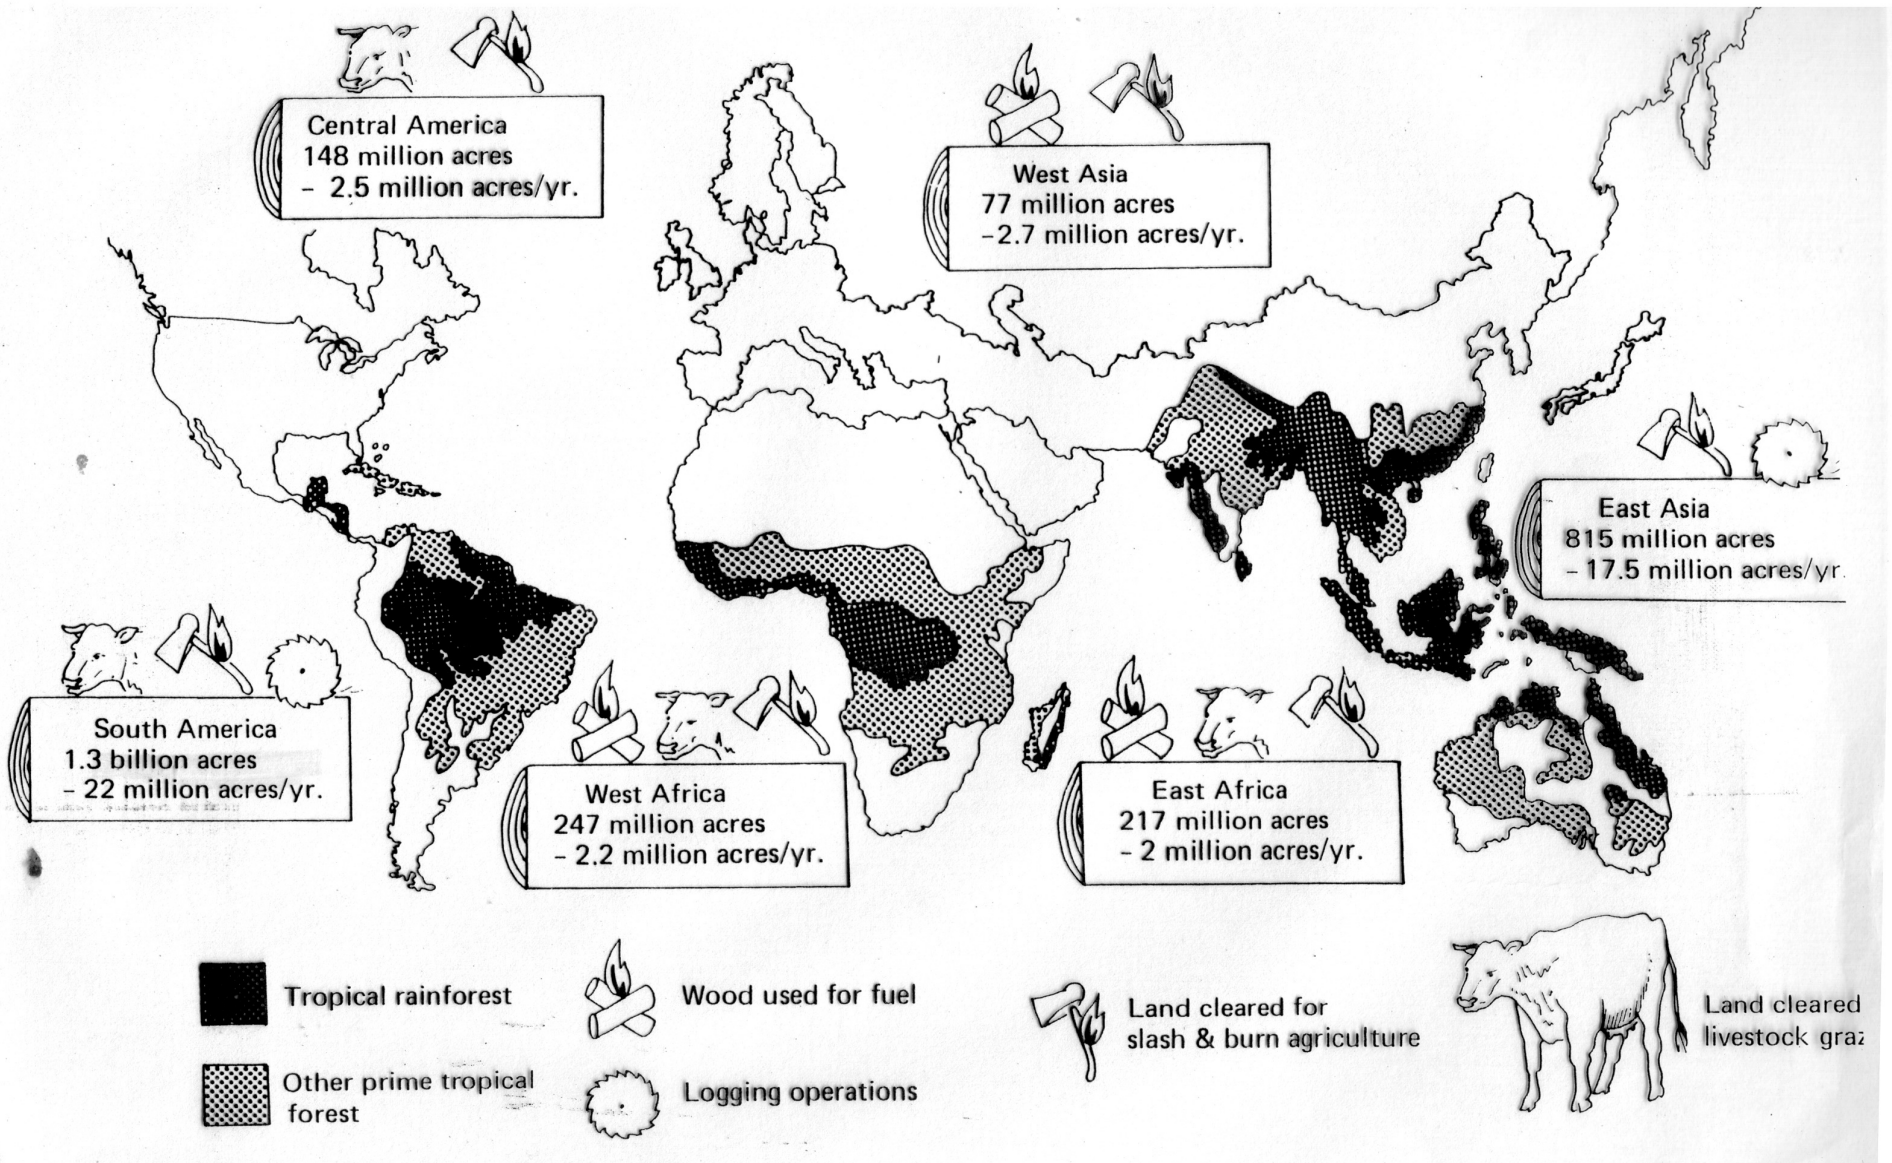 Central America
148 million acres
- 2.5 million acres/yr.
West Asia
77 million acres
-2.7 million acres/yr.
East Asia
815 million acres
- 17.5 million acres/yr.
South America
1.3 billion acres
- 22 million acres/yr.
West Africa
247 million acres
- 2.2 million acres/yr.
East Africa
217 million acres
- 2 million acres/yr.
Tropical rainforest
Other prime tropical
forest
Wood used for fuel
Logging operations
Land cleared for
slash & burn agriculture
Land cleared
livestock